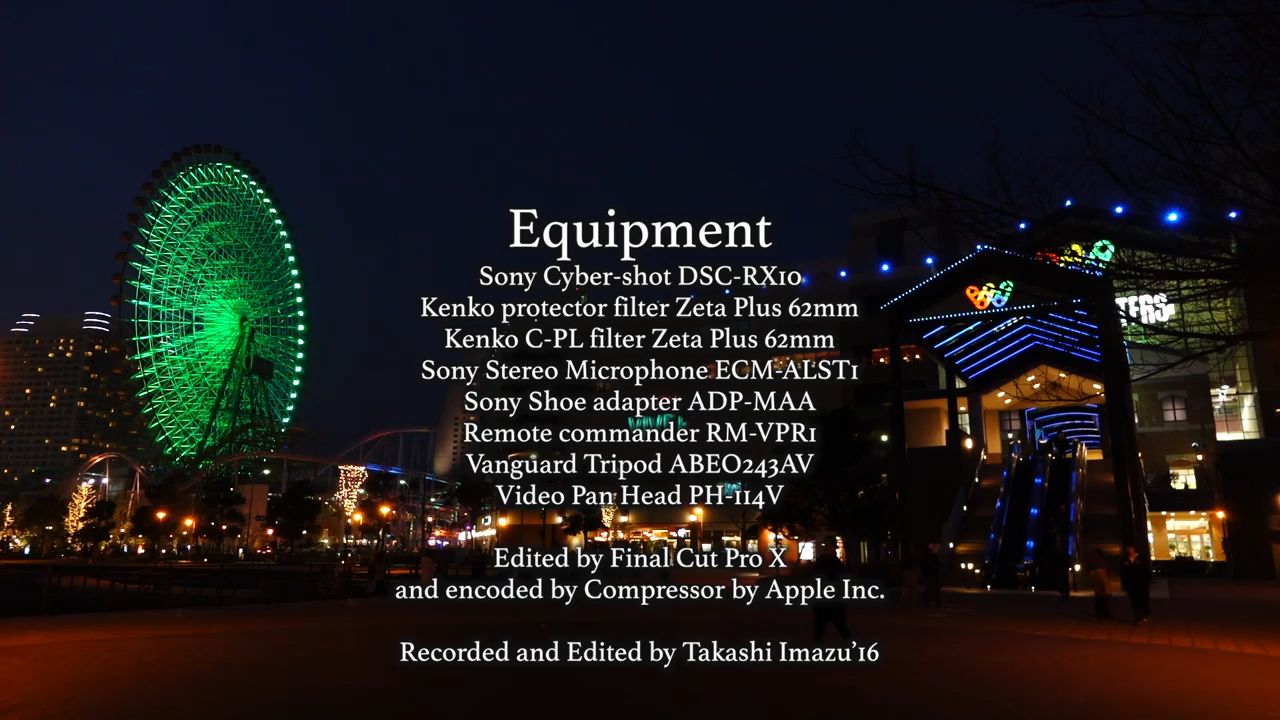 Equipment
Sony Cyber-shot DSC-RX10
Kenko protector filter Zeta Plus 62mm
Kenko C-PL filter Zeta Plus 62mm
Sony Stereo Microphone ECM-ALST1
Sony Shoe adapter ADP-MAA
Remote commander RM-VPR1
Vanguard Tripod ABEO243AV
Video Pan Head PH-114V
Edited by Final Cut Pro X
and encoded by Compressor by Apple Inc.
Recorded and Edited by Takashi Imazu'16